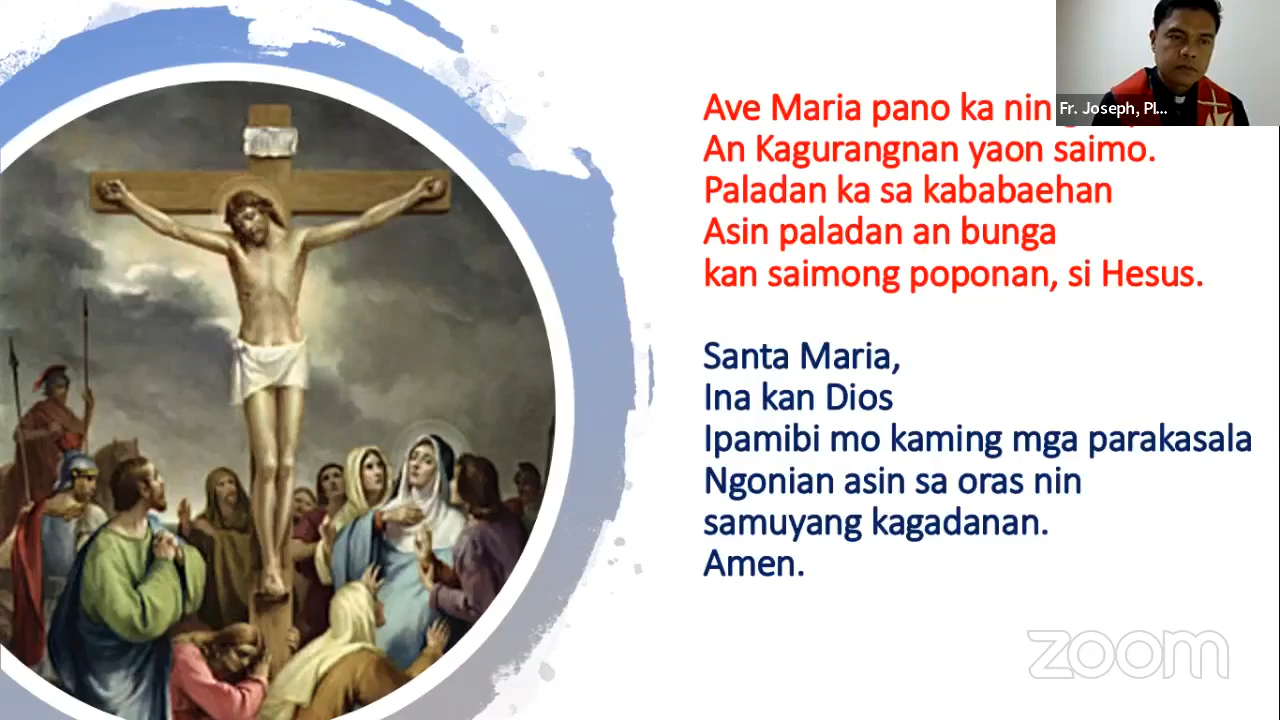 Fr. Joseph, Pl...
Ave Maria pano ka nin
An Kagurangnan yaon saimo.
Paladan ka sa kababaehan
Asin paladan an bunga
kan saimong poponan, si Hesus.
Santa Maria,
Ina kan Dios
Ipamibi mo kaming mga parakasala
Ngonian asin sa oras nin
samuyang kagadanan.
Amen.
zoom